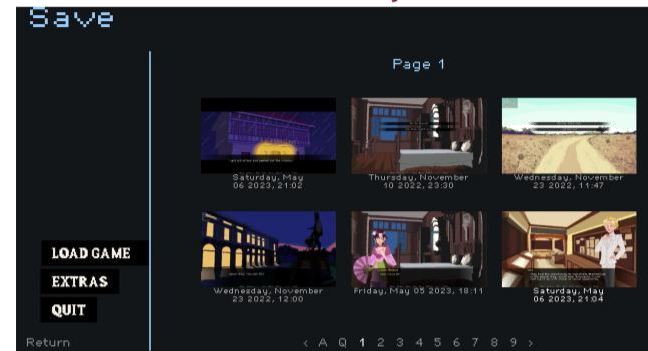 Save
Page 1
Saturday, May
06 2023, 21:02
Thursday, November
10 2022, 23:30
Wednesday, November
23 2022, 11:47
Wednesday, November
23 2022, 12:00
Friday, May 05 2023, 18:11
Saturday, May
06 2023, 21:04
LOAD GAME
EXTRAS
QUIT
Return
< A Q 1 2 3 4 5 6 7 8 9 >